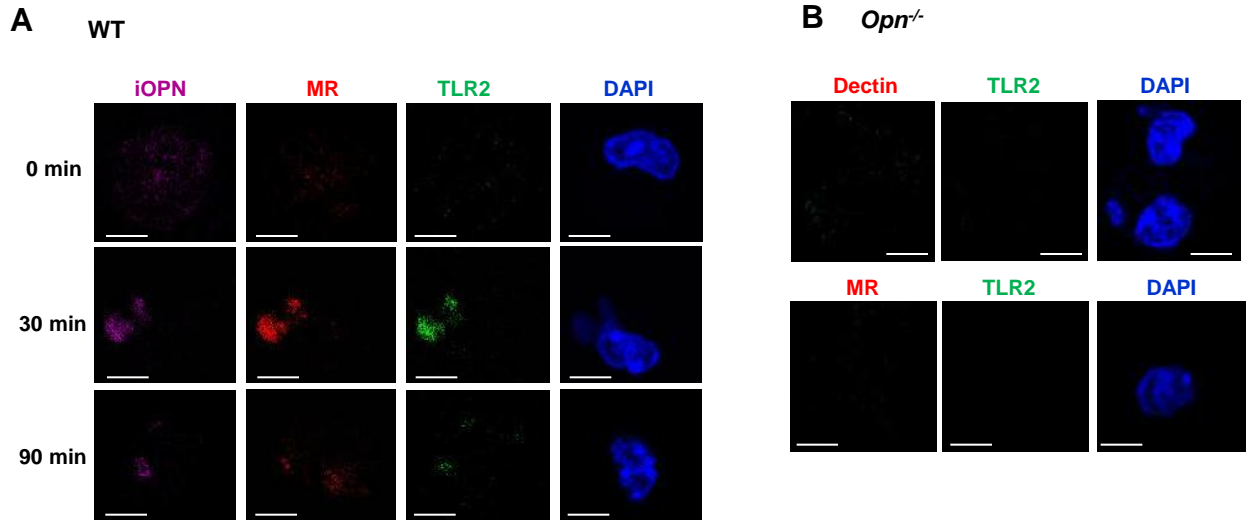 A WT
iOPN MR TLR2 DAPI
0 min
30 min
90 min
B Opn-/-
Dectin TLR2 DAPI
MR TLR2 DAPI